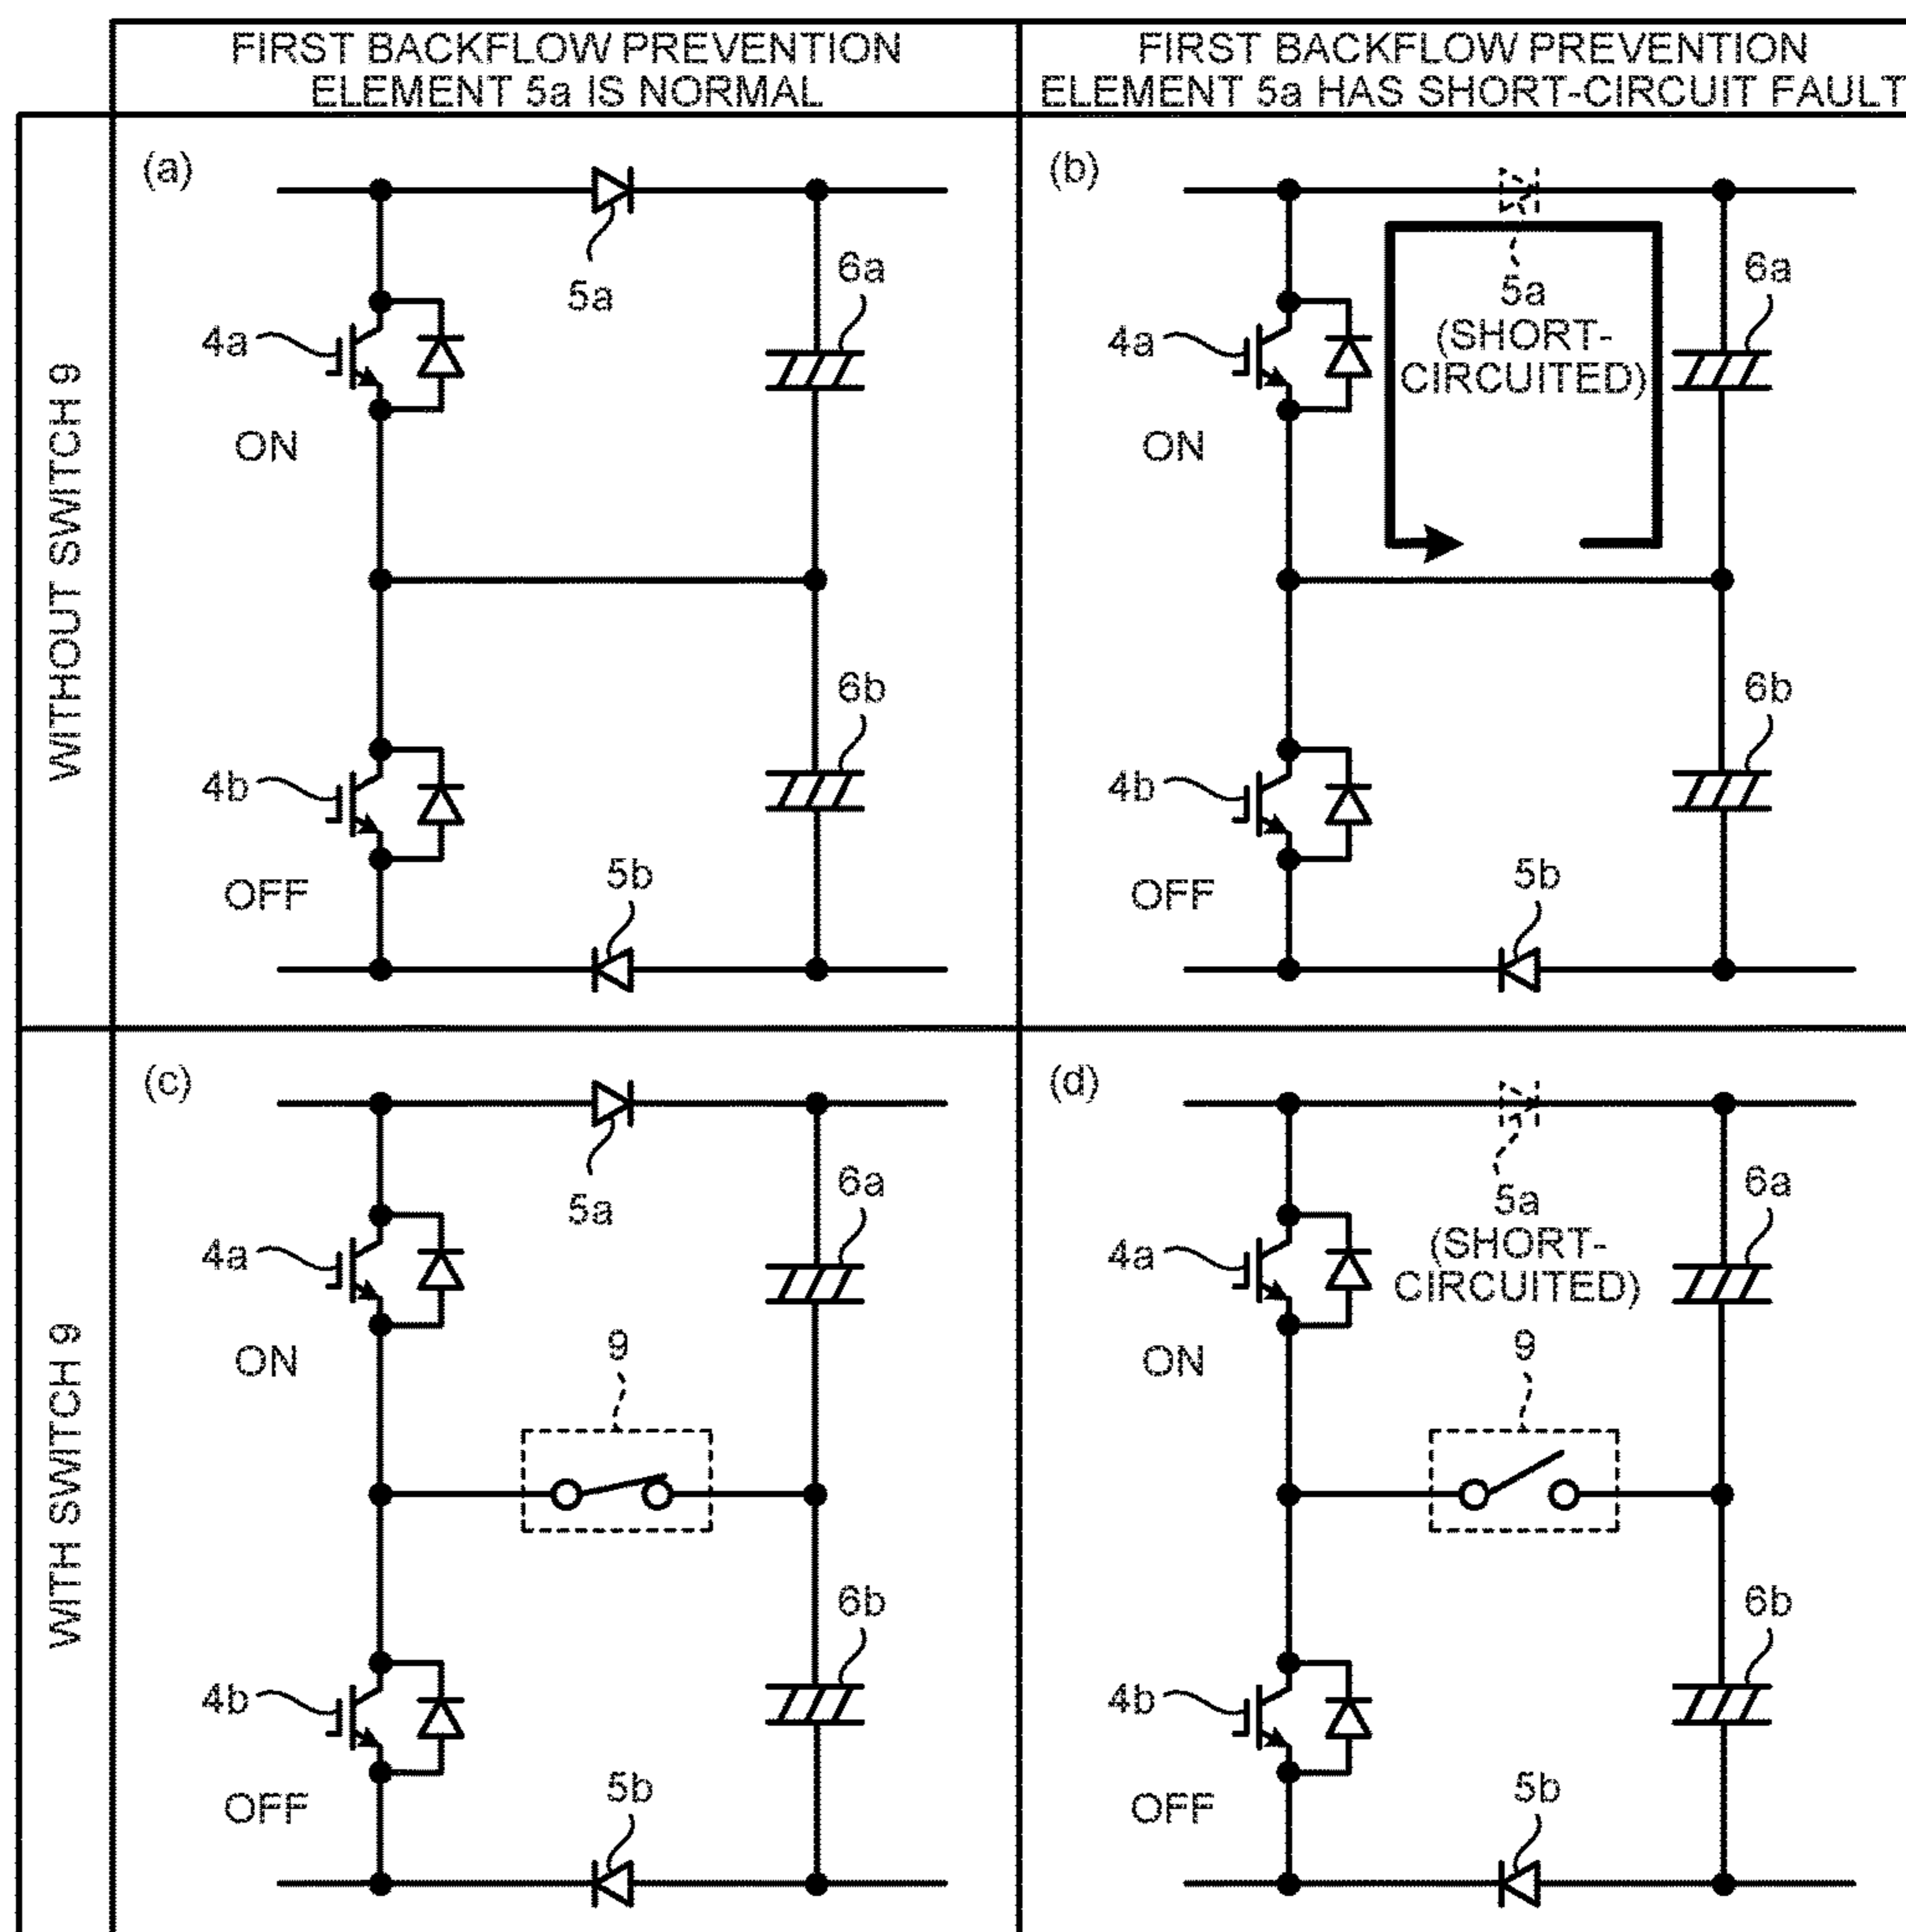 FIRST BACKFLOW PREVENTION
ELEMENT 5a IS NORMAL
FIRST BACKFLOW PREVENTION
ELEMENT 5a HAS SHORT-CIRCUIT FAULT
WITHOUT SWITCH 9
(a)
5a
6a
4a
ON
6b
4b
5b
OFF
(b)
5a
(SHORT-
CIRCUITED)
6a
4a
ON
6b
4b
5b
OFF
WITH SWITCH 9
(c)
5a
6a
4a
ON
9
6b
4b
5b
OFF
(d)
5a
(SHORT-
CIRCUITED)
6a
4a
ON
9
6b
4b
5b
OFF